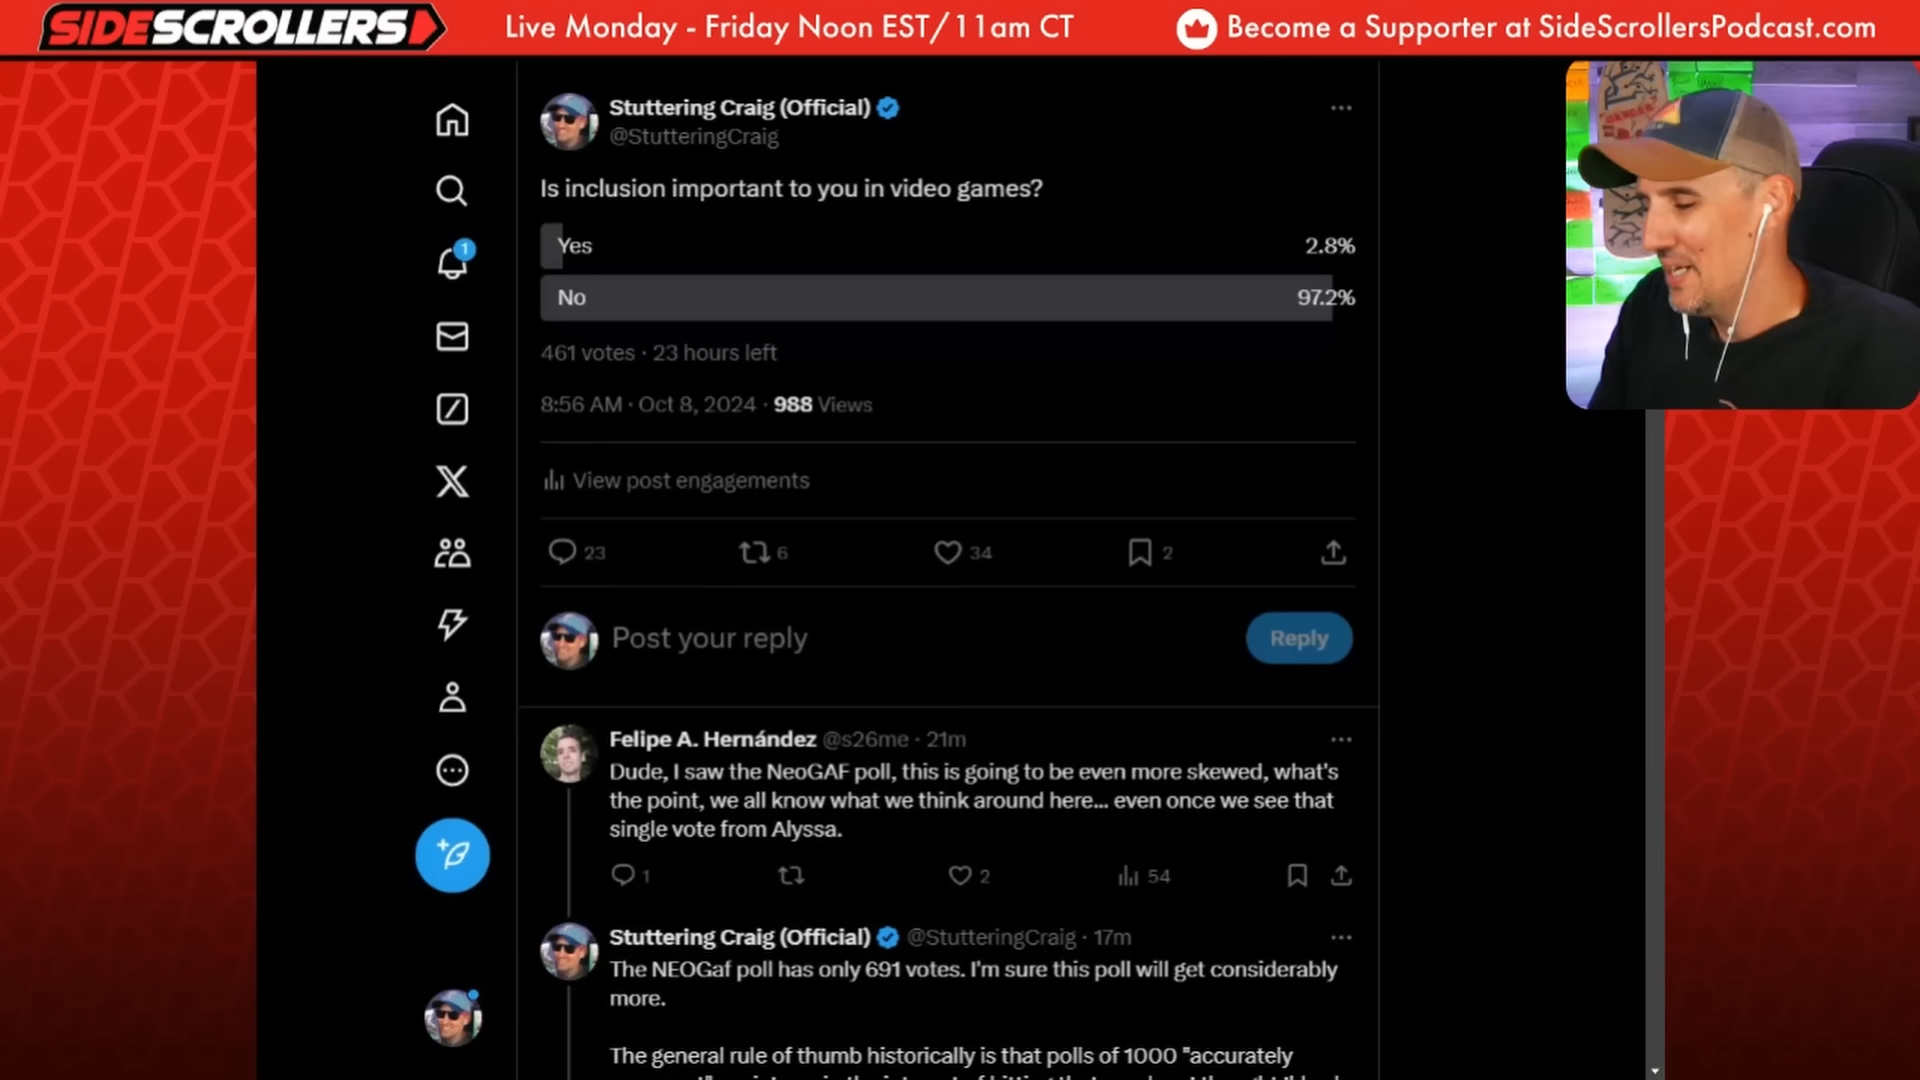 SIDESCROLLERS
Live Monday - Friday Noon EST/11am CT
Become a Supporter at SideScrollersPodcast.com
Stuttering Craig (Official)
@StutteringCraig
Is inclusion important to you in video games?
Yes 2.8%
No 97.2%
461 votes · 23 hours left
8:56 AM · Oct 8, 2024 · 988 Views
View post engagements
23 6 34 2
Post your reply
Reply
1
Felipe A. Hernández @s26me · 21m
Dude, I saw the NeoGAF poll, this is going to be even more skewed, what's
the point, we all know what we think around here... even once we see that
single vote from Alyssa.
1 2 54
Stuttering Craig (Official) @StutteringCraig · 17m
The NEOGaf poll has only 691 votes. I'm sure this poll will get considerably
more.
The general rule of thumb historically is that polls of 1000 "accurately